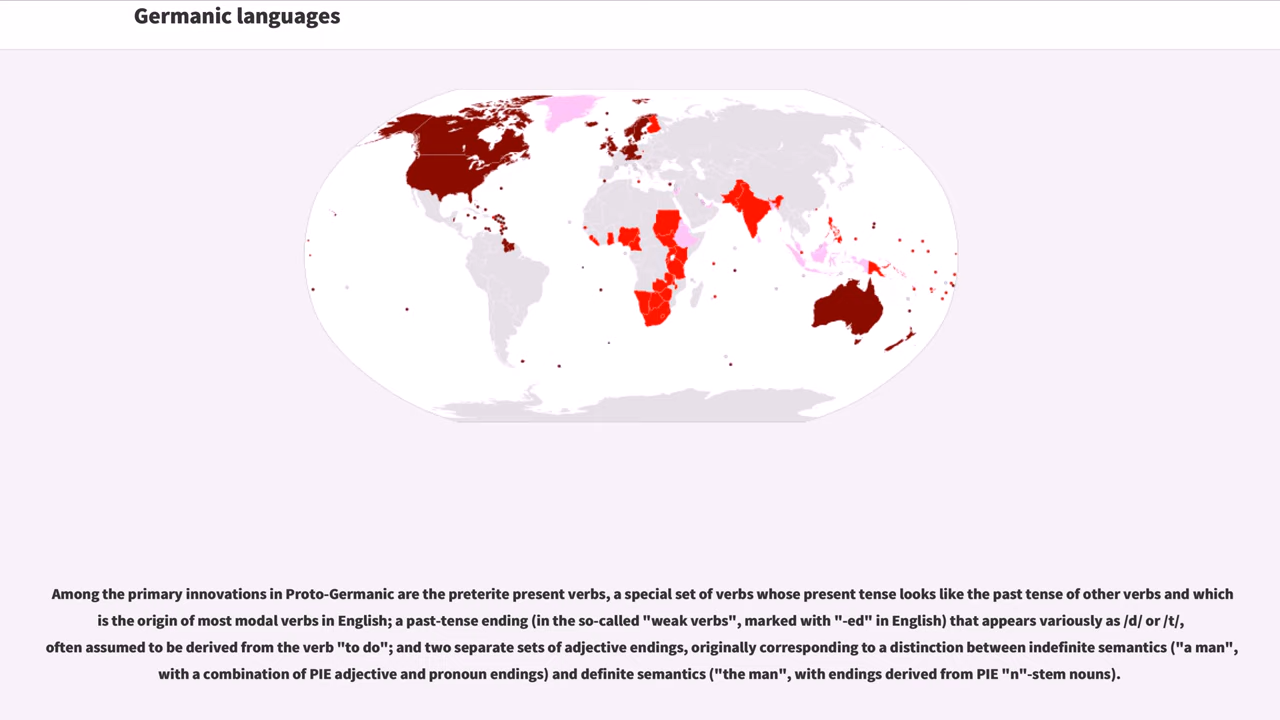 Germanic languages
Among the primary innovations in Proto-Germanic are the preterite present verbs, a special set of verbs whose present tense looks like the past tense of other verbs and which
is the origin of most modal verbs in English; a past-tense ending (in the so-called "weak verbs", marked with "-ed" in English) that appears variously as /d/ or /t/,
often assumed to be derived from the verb "to do"; and two separate sets of adjective endings, originally corresponding to a distinction between indefinite semantics ("a man",
with a combination of PIE adjective and pronoun endings) and definite semantics ("the man", with endings derived from PIE "n"-stem nouns).